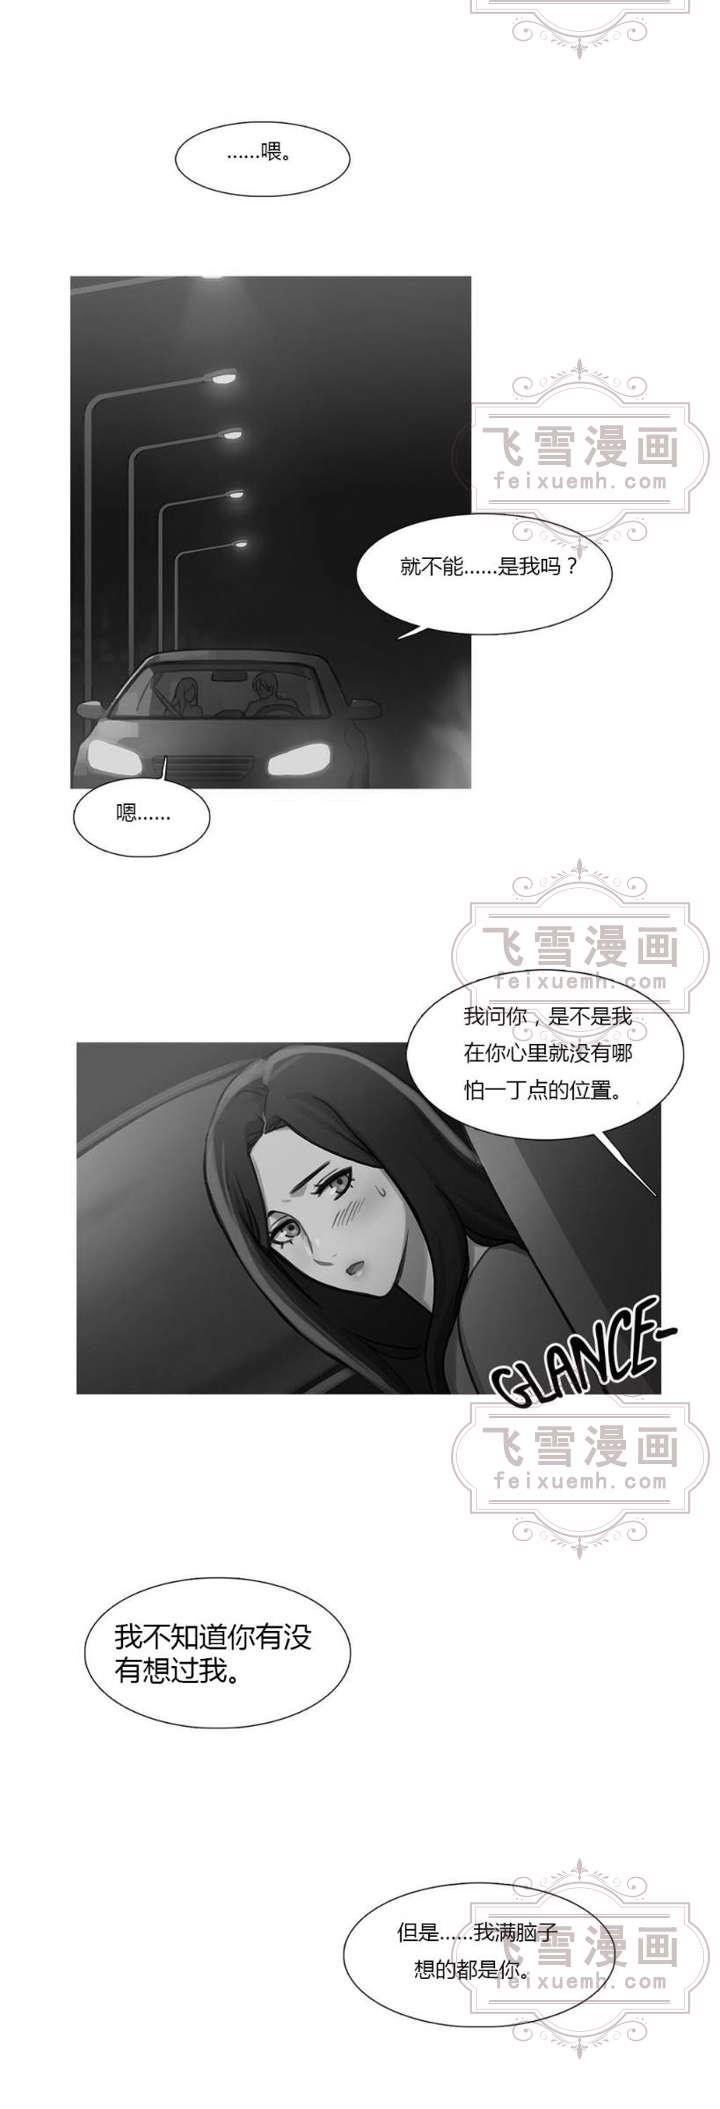 ……喂。
飞雪漫画
feixuemh.com
就不能……是我吗？
嗯……
飞雪漫画
feixuemh.com
我问你，是不是我
在你心里就没有哪
怕一丁点的位置。
GLANCE-
飞雪漫画
feixuemh.com
我不知道你有没
有想过我。
但是……我满脑子
想的都是你。
飞雪漫画
feixuemh.com